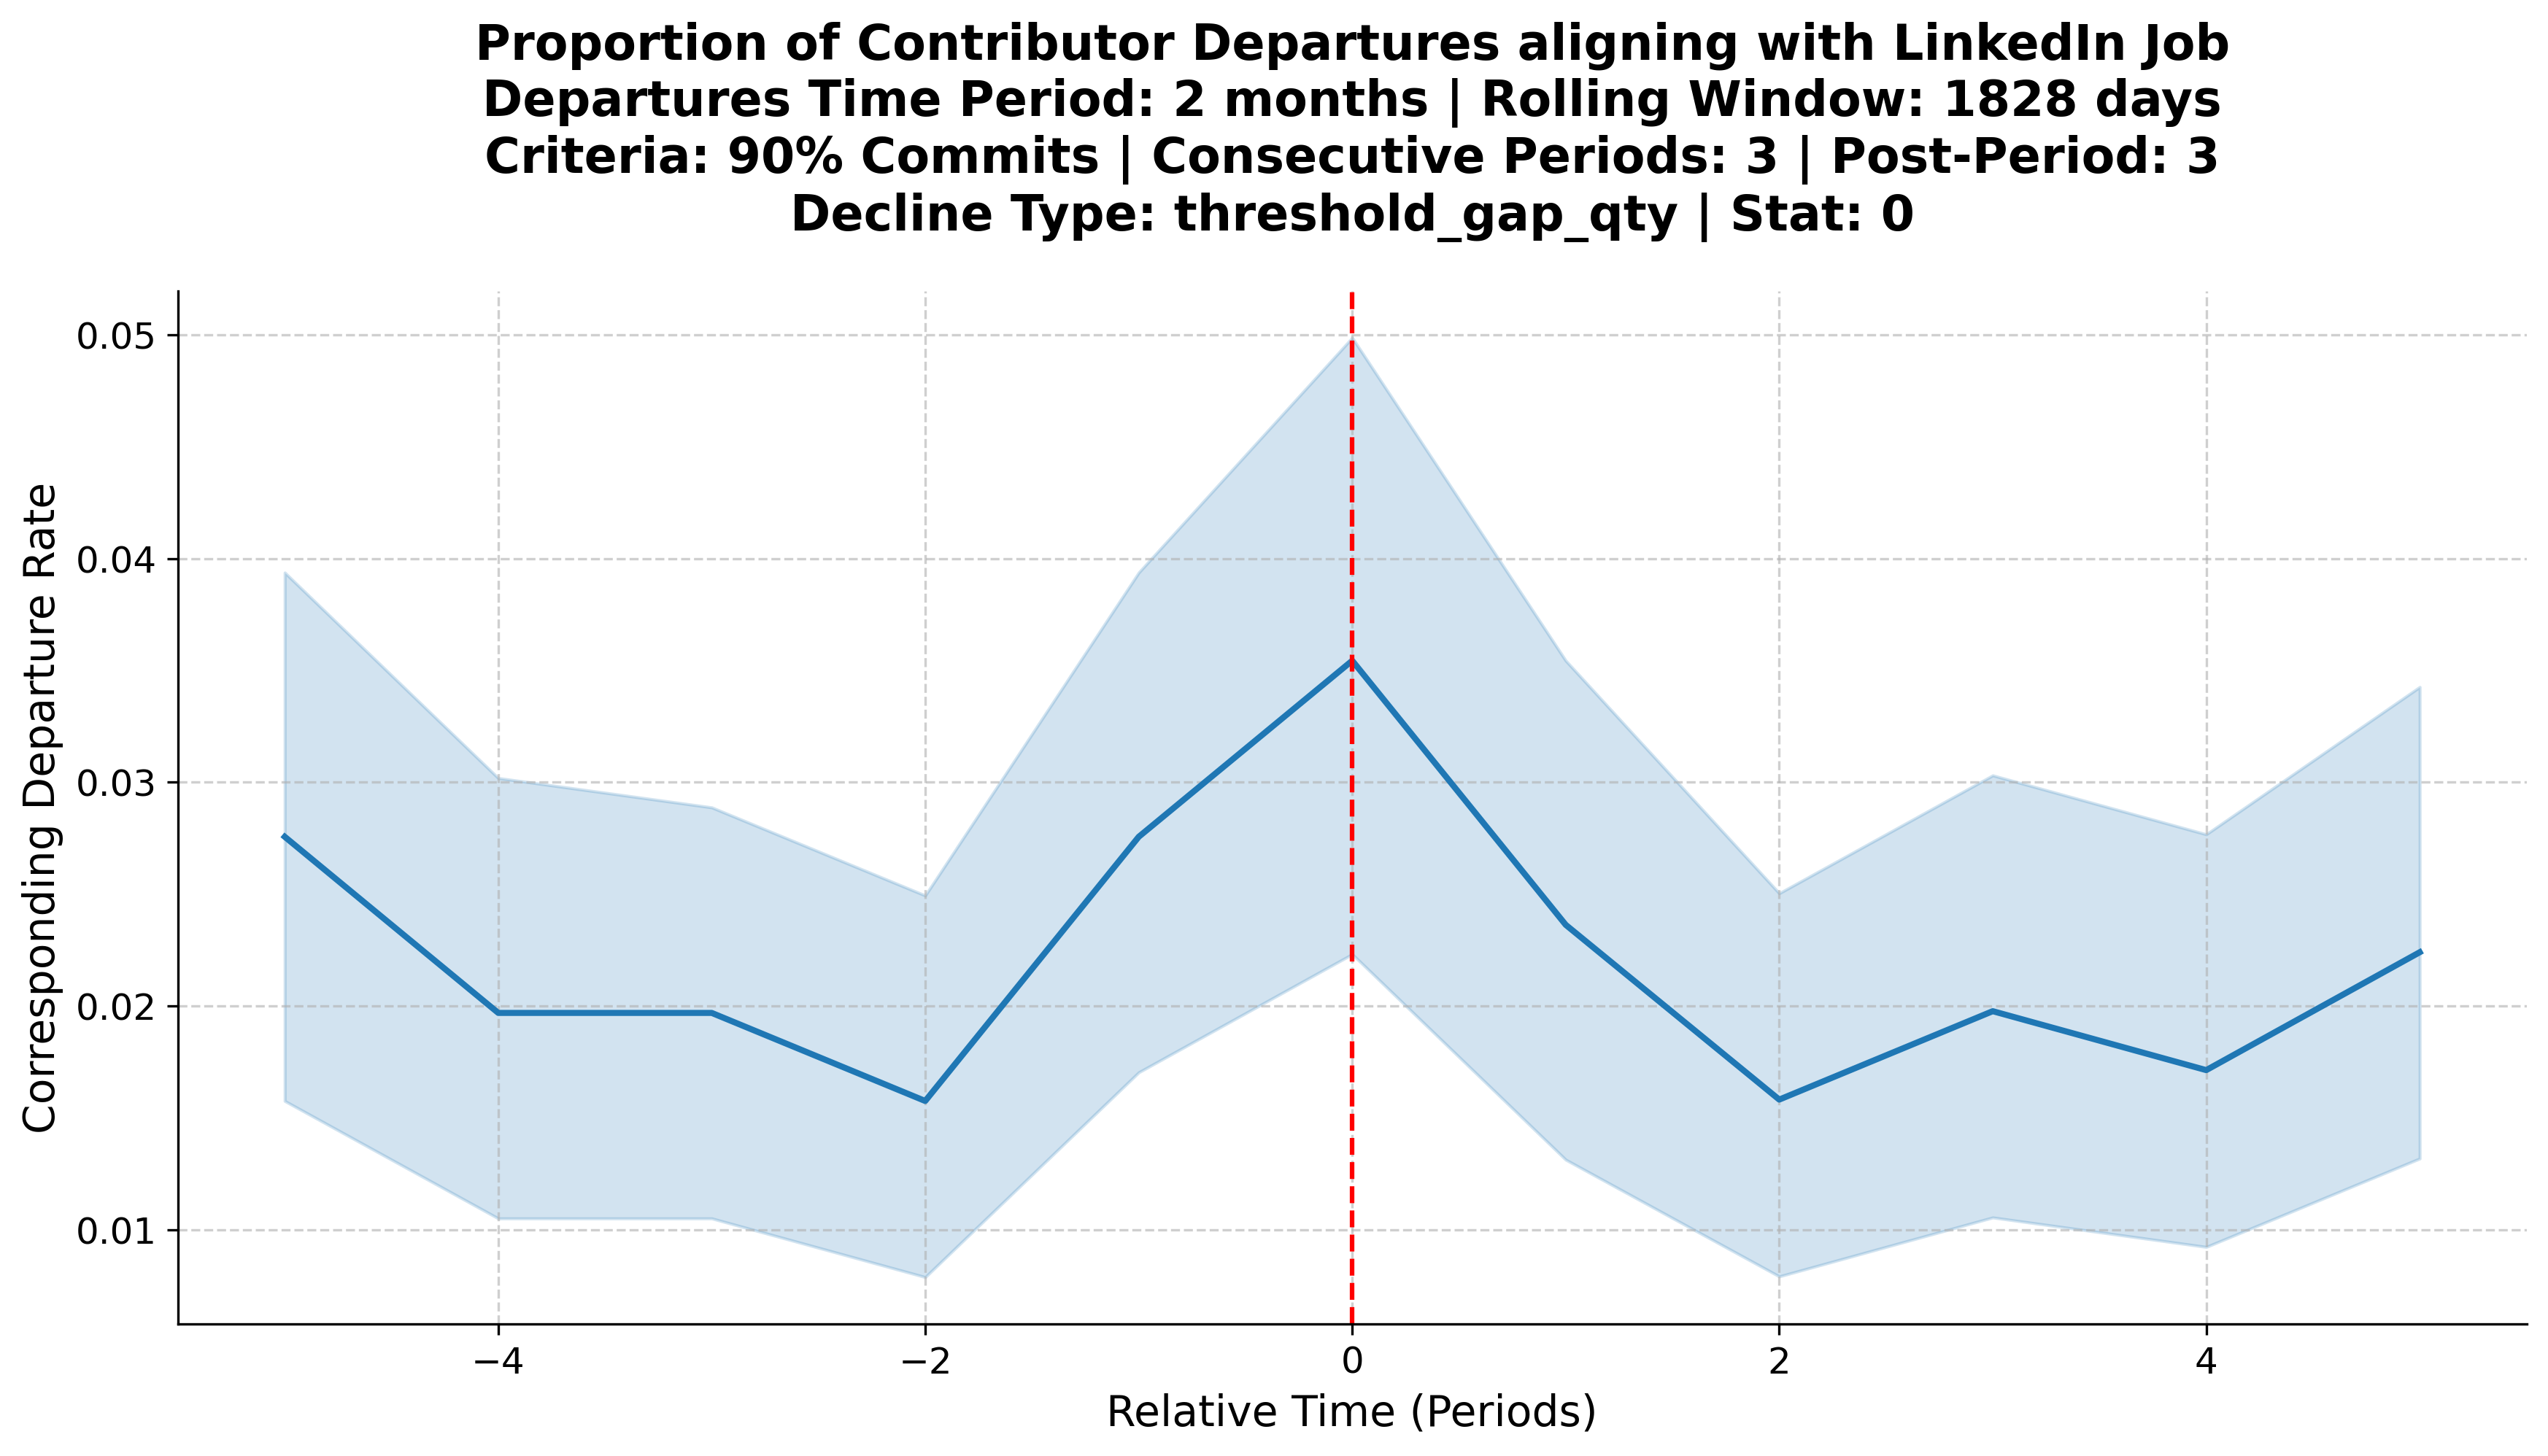 Proportion of Contributor Departures aligning with LinkedIn Job
Departures Time Period: 2 months | Rolling Window: 1828 days
Criteria: 90% Commits | Consecutive Periods: 3 | Post-Period: 3
Decline Type: threshold_gap_qty | Stat: 0
Corresponding Departure Rate
0.05
0.04
0.03
0.02
0.01
−4
−2
0
2
4
Relative Time (Periods)